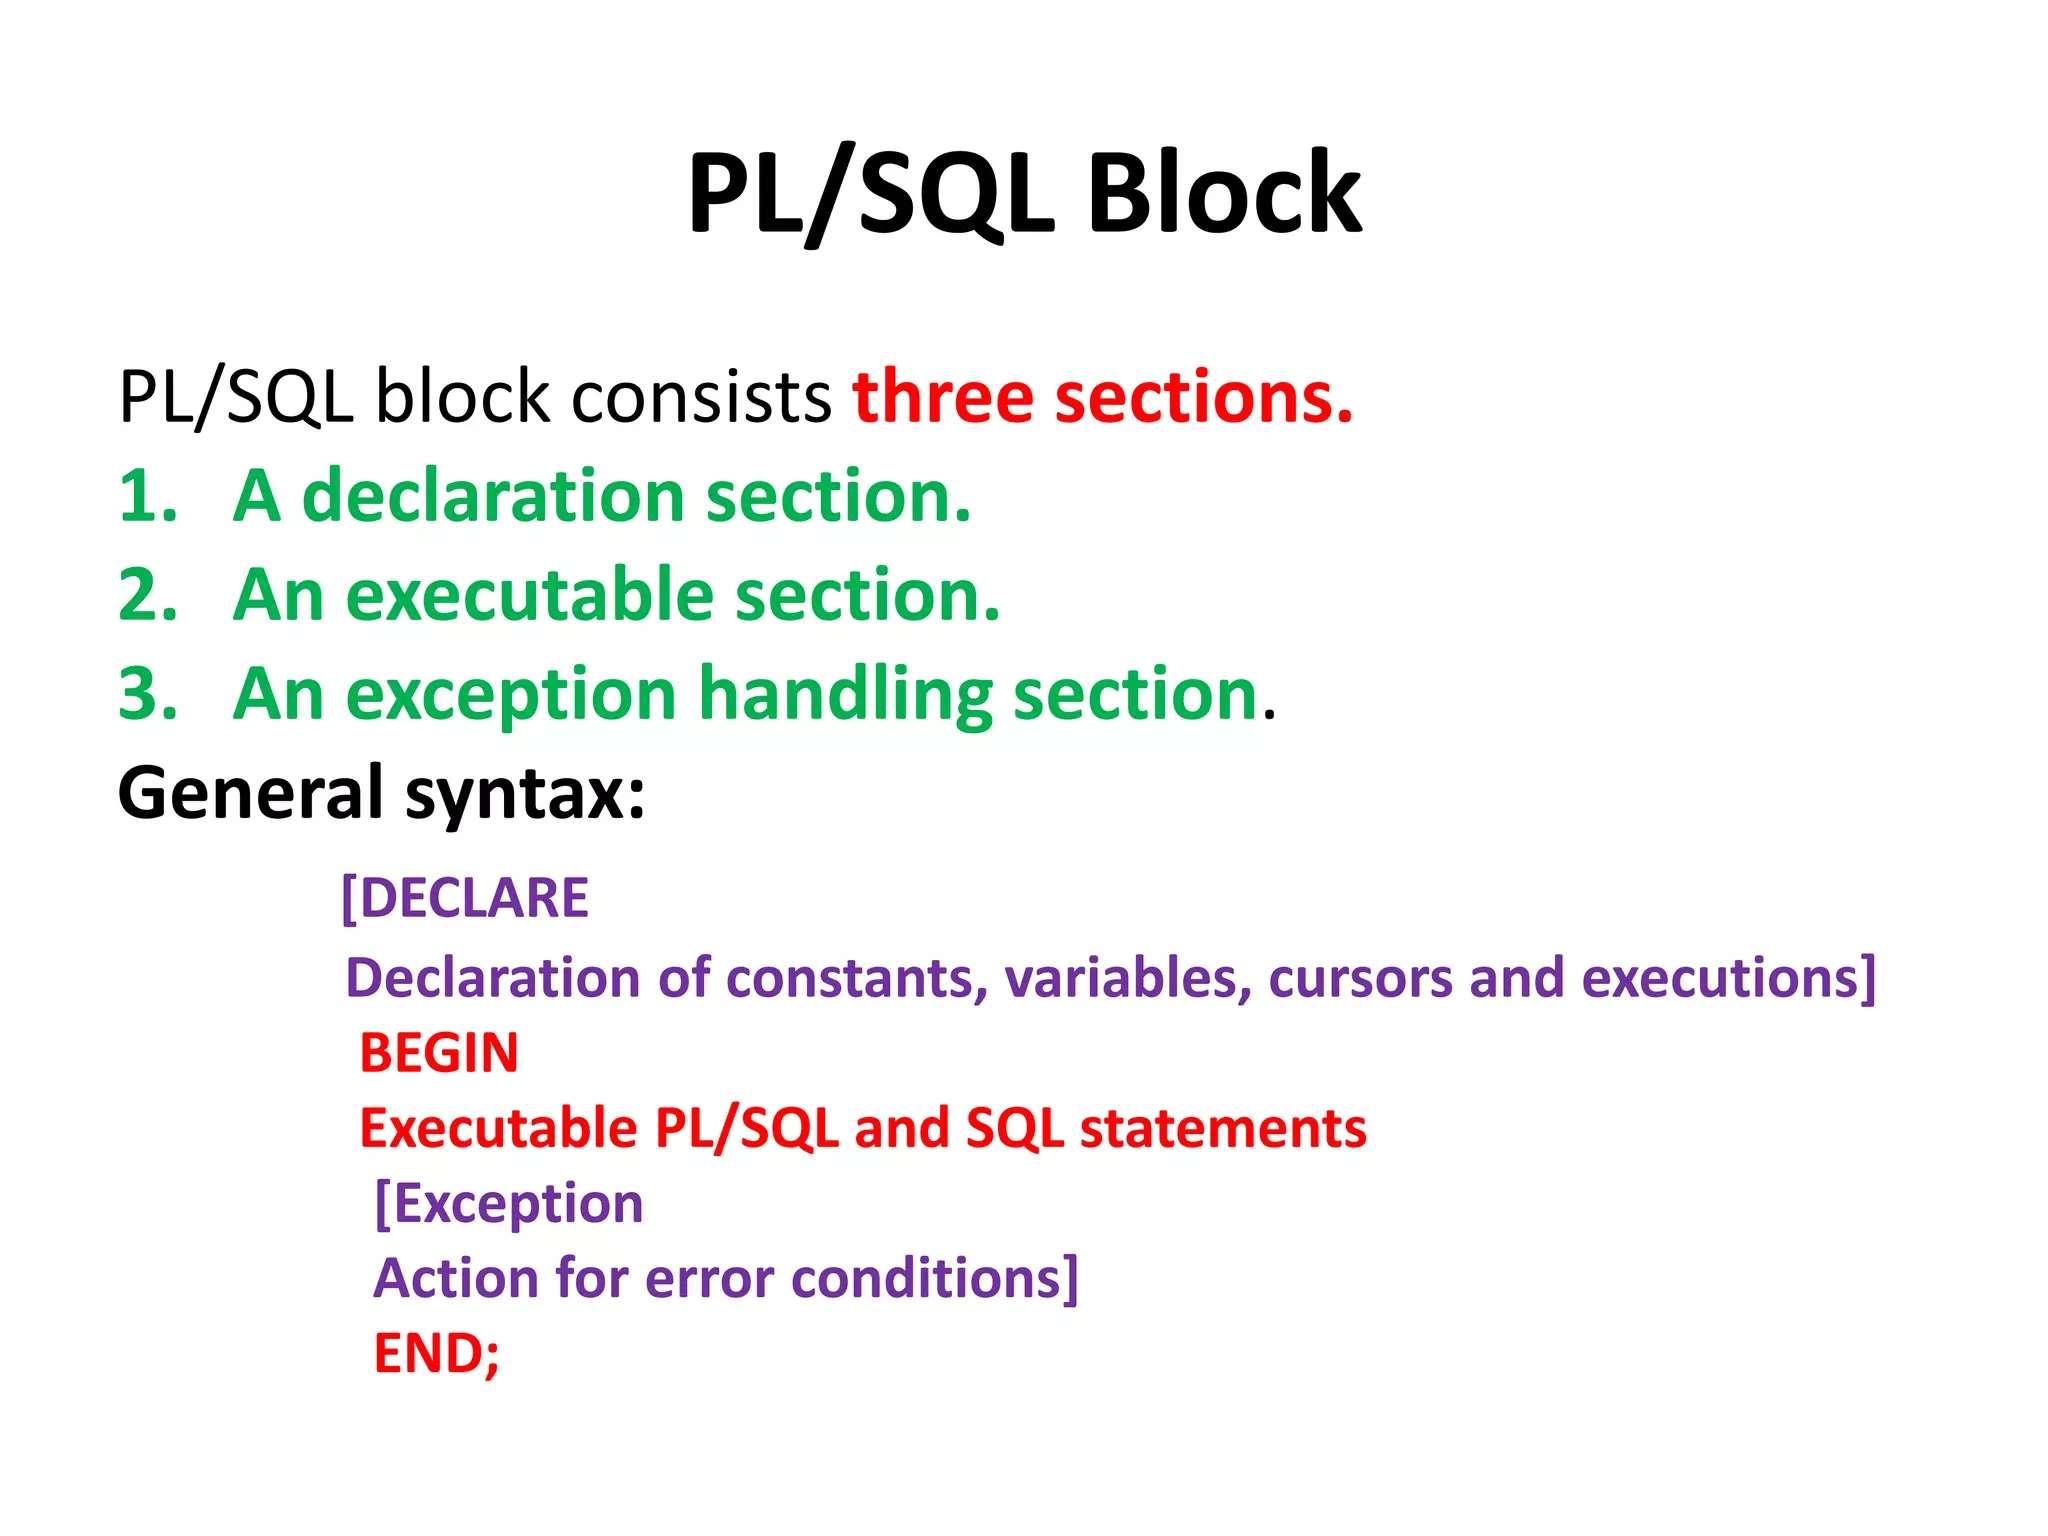 PL/SQL Block
PL/SQL block consists three sections.
1. A declaration section.
2. An executable section.
3. An exception handling section.
General syntax:
[DECLARE
Declaration of constants, variables, cursors and executions]
BEGIN
Executable PL/SQL and SQL statements
[Exception
Action for error conditions]
END;